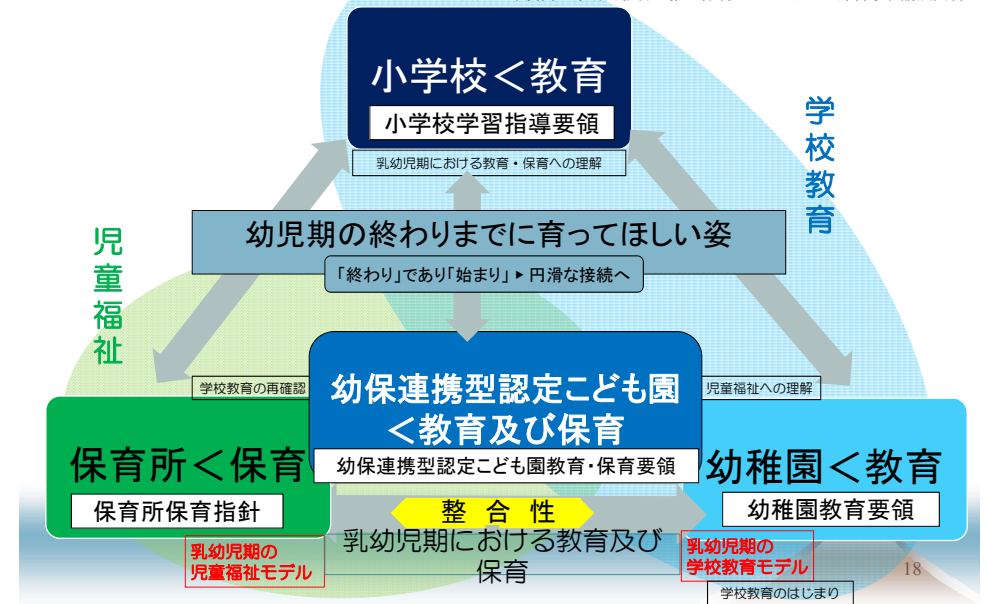 小学校＜教育
小学校学習指導要領
乳幼児期における教育・保育への理解
学校教育
幼児期の終わりまでに育ってほしい姿
「終わり」であり「始まり」▶円滑な接続へ
児童福祉
学校教育の再確認
幼保連携型認定こども園
＜教育及び保育
幼保連携型認定こども園教育・保育要領
児童福祉への理解
保育所＜保育
保育所保育指針
幼稚園＜教育
幼稚園教育要領
整 合 性
乳幼児期における教育及び
保育
乳幼児期の
児童福祉モデル
乳幼児期の
学校教育モデル
18
学校教育のはじまり